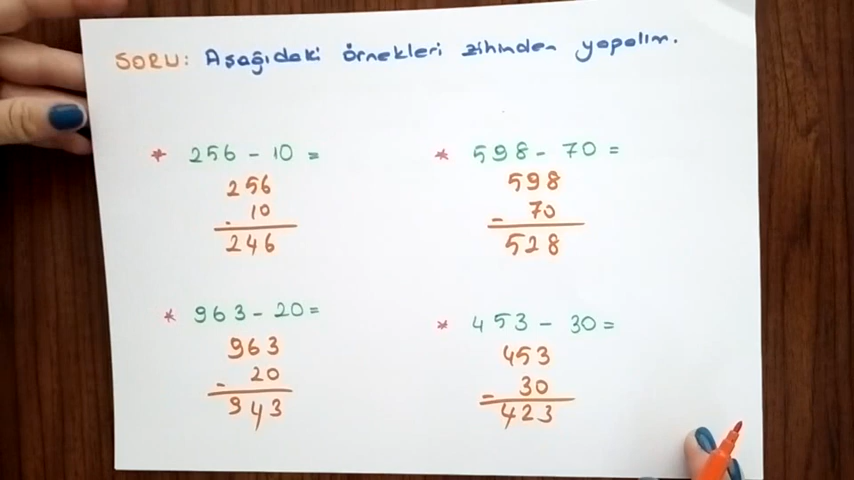 SORU: Aşağıdaki örnekleri zihinden yapalım.
* 256 - 10 =
256
- 10
246
* 598 - 70 =
598
- 70
528
* 963 - 20 =
963
- 20
943
* 453 - 30 =
453
- 30
423